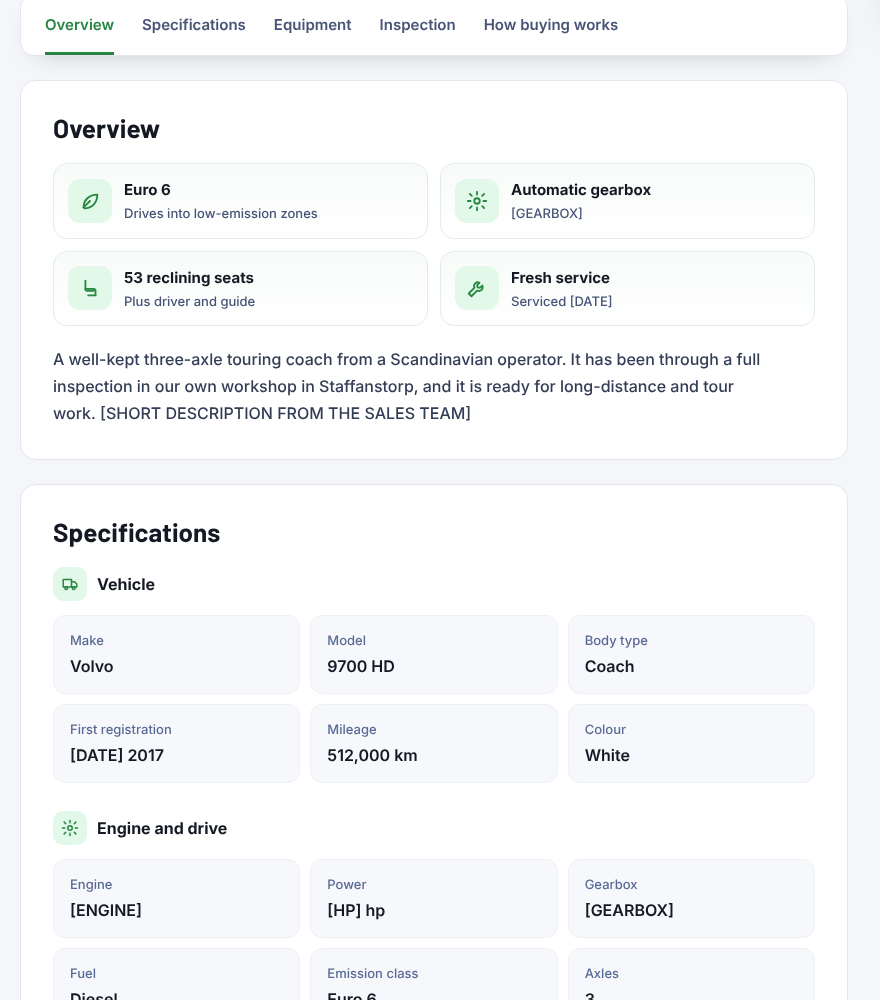 Overview Specifications Equipment Inspection How buying works
Overview
Euro 6
Drives into low-emission zones
Automatic gearbox
[GEARBOX]
53 reclining seats
Plus driver and guide
Fresh service
Serviced [DATE]
A well-kept three-axle touring coach from a Scandinavian operator. It has been through a full
inspection in our own workshop in Staffanstorp, and it is ready for long-distance and tour
work. [SHORT DESCRIPTION FROM THE SALES TEAM]
Specifications
Vehicle
Make
Volvo
Model
9700 HD
Body type
Coach
First registration
[DATE] 2017
Mileage
512,000 km
Colour
White
Engine and drive
Engine
[ENGINE]
Power
[HP] hp
Gearbox
[GEARBOX]
Fuel
Diesel
Emission class
Euro 6
Axles
3